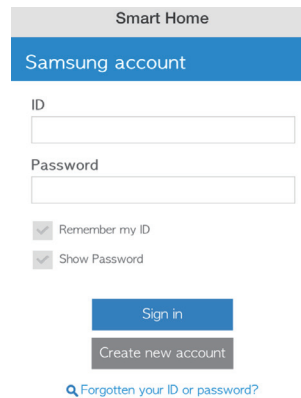 Smart Home
Samsung account
ID
Password
Remember my ID
Show Password
Sign in
Create new account
Forgotten your ID or password?